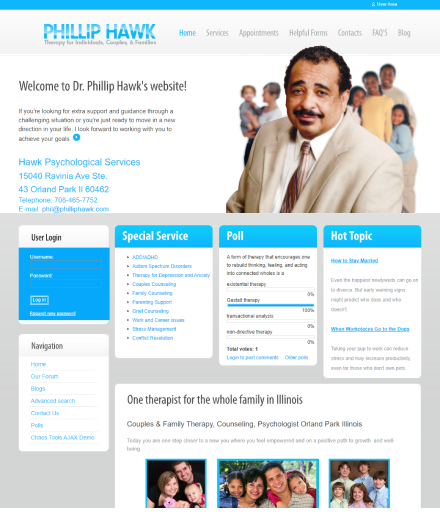 User Area
PHILLIP HAWK
Therapy for Individuals, Couples, & Families
Home Services Appointments Helpful Forms Contacts FAQ'S Blog
Welcome to Dr. Phillip Hawk's website!
If you're looking for extra support and guidance through a
challenging situation or you're just ready to move in a new
direction in your life, I look forward to working with you to
achieve your goals.
Hawk Psychological Services
15040 Ravinia Ave Ste.
43 Orland Park Il 60462
Telephone: 708-465-7752
E-mail: phil@philliphawk.com
User Login
Username:
Password:
Log in
Request new password
Special Service
ADD/ADHD
Autism Spectrum Disorders
Therapy for Depression and Anxiety
Couples Counseling
Family Counseling
Parenting Support
Grief Counseling
Work and Career issues
Stress Management
Conflict Resolution
Poll
A form of therapy that encourages one
to rebuild thinking, feeling, and acting
into connected wholes is a
existential therapy
0%
Gestalt therapy
100%
transactional analysis
0%
non-directive therapy
0%
Total votes: 1
Login to post comments Older polls
Hot Topic
How to Stay Married
Even the happiest newlyweds can go on
to divorce. But early warning signs
might predict who does and who
doesn't.
When Workplaces Go to the Dogs
Taking your pup to work can reduce
stress and may increase productivity,
even for those who don't own pets.
Navigation
Home
Our Forum
Blogs
Advanced search
Contact Us
Polls
Chaos Tools AJAX Demo
One therapist for the whole family in Illinois
Couples & Family Therapy, Counseling, Psychologist Orland Park Illinois
Today you are one step closer to a new you where you feel empowered and on a positive path to growth and well-
being.